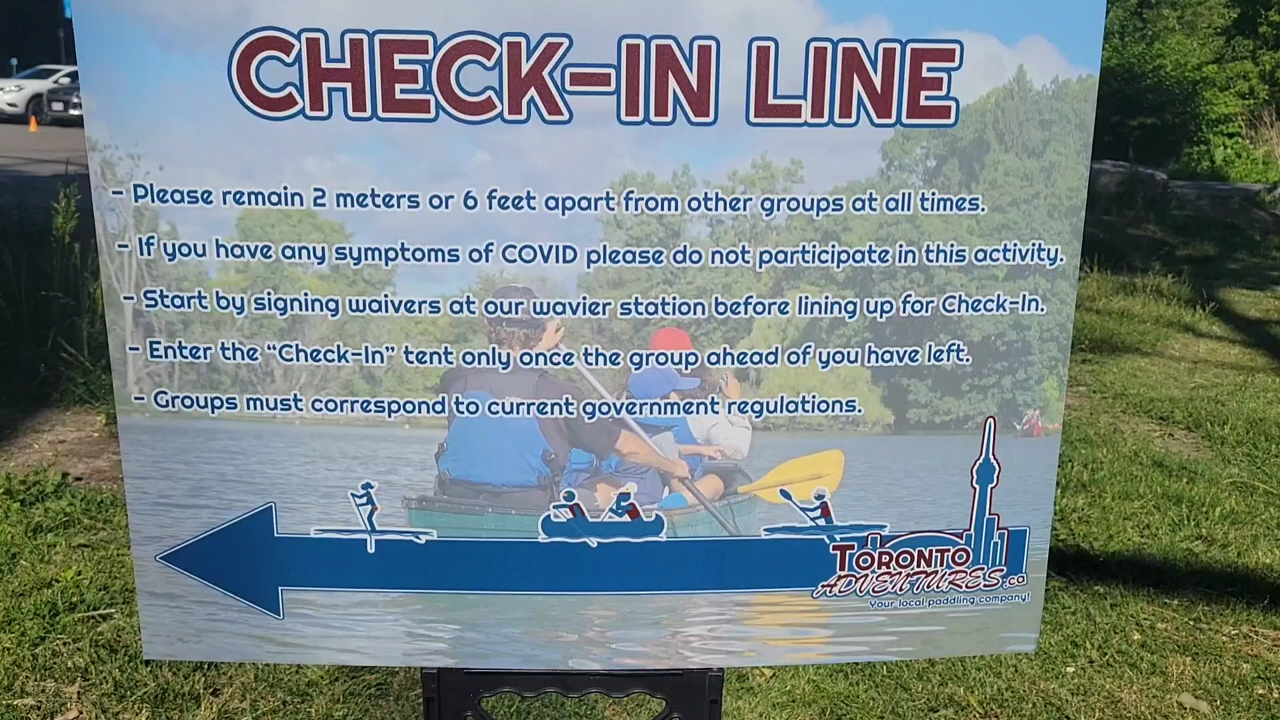 CHECK-IN LINE
- Please remain 2 meters or 6 feet apart from other groups at all times.
- If you have any symptoms of COVID please do not participate in this activity.
- Start by signing waivers at our wavier station before lining up for Check-In.
- Enter the “Check-In” tent only once the group ahead of you have left.
- Groups must correspond to current government regulations.
TORONTO
ADVENTURES.ca
Your local paddling company!